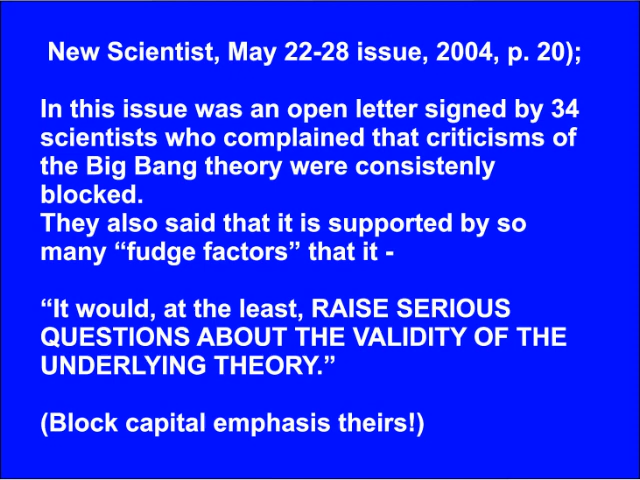 New Scientist, May 22-28 issue, 2004, p. 20);
In this issue was an open letter signed by 34
scientists who complained that criticisms of
the Big Bang theory were consistenly
blocked.
They also said that it is supported by so
many “fudge factors” that it -
“It would, at the least, RAISE SERIOUS
QUESTIONS ABOUT THE VALIDITY OF THE
UNDERLYING THEORY.”
(Block capital emphasis theirs!)